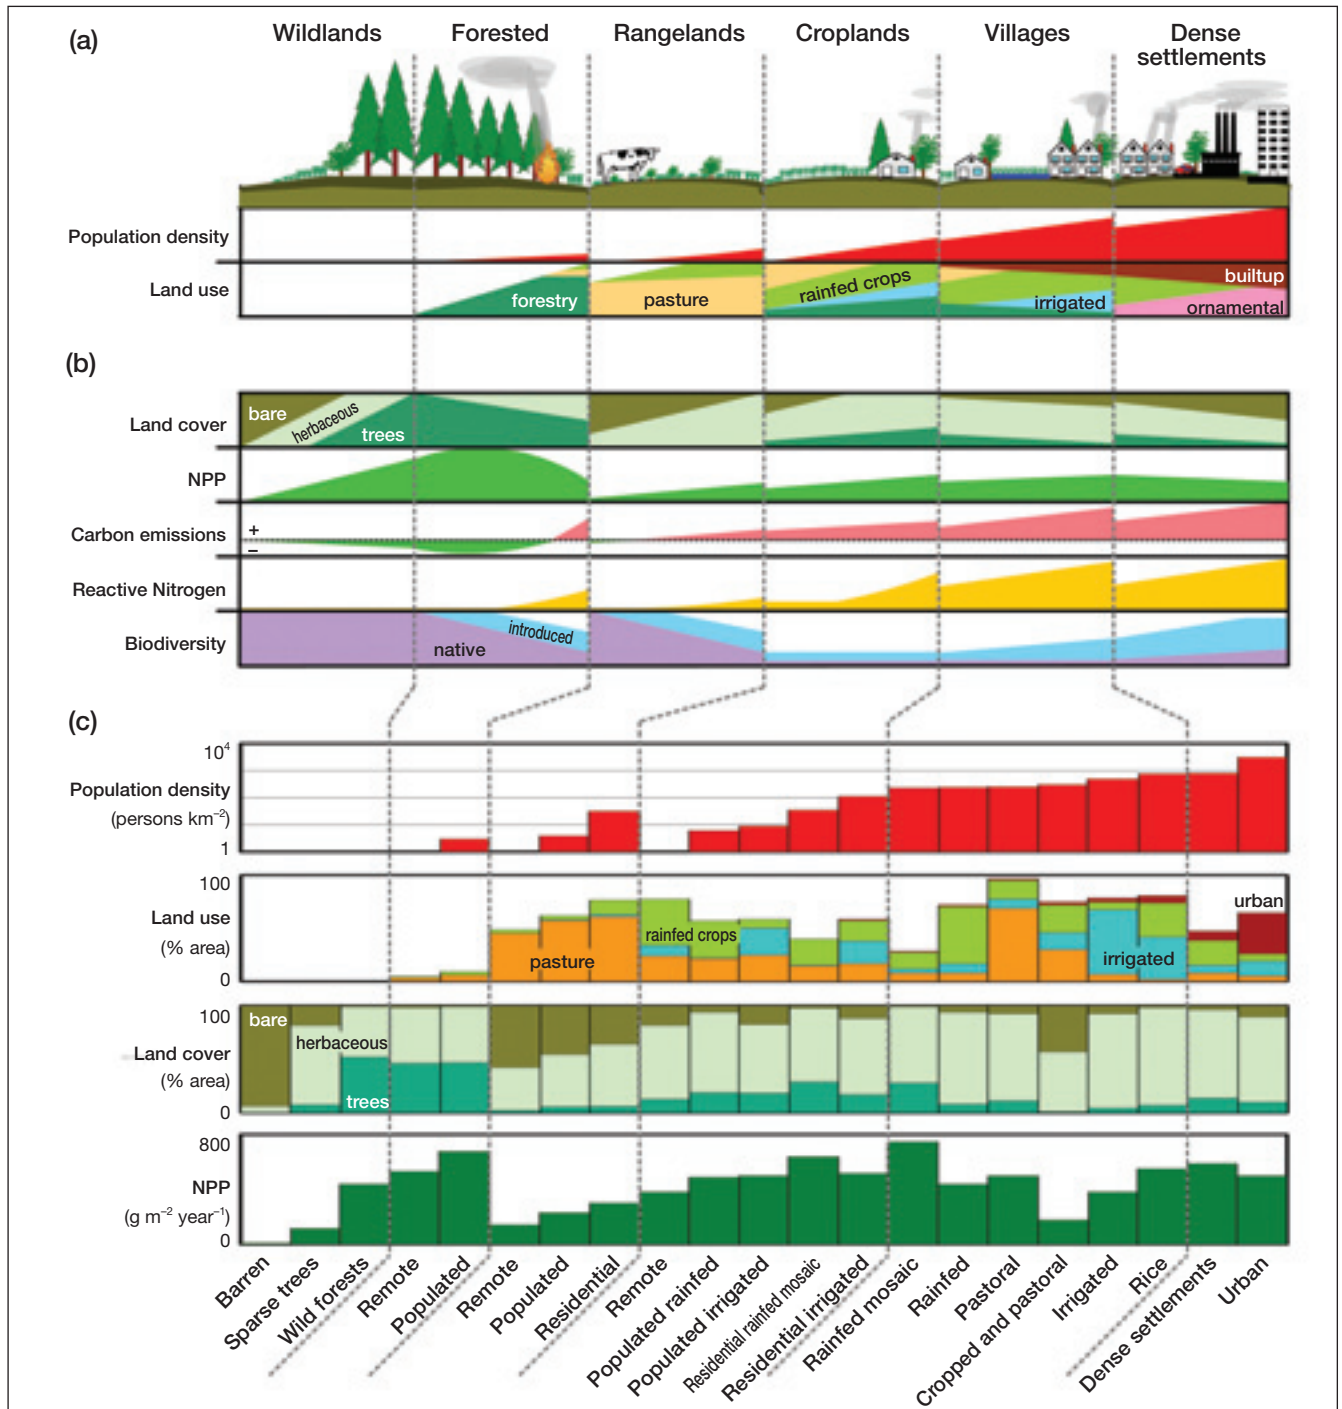 (a)
Wildlands
Forested
Rangelands
Croplands
Villages
Dense
settlements
Population density
Land use
forestry
pasture
rainfed crops
irrigated
builtup
ornamental
(b)
Land cover
bare
herbaceous
trees
NPP
Carbon emissions
+
−
Reactive Nitrogen
Biodiversity
native
introduced
(c)
Population density
(persons km⁻²)
10⁴
1
Land use
(% area)
100
0
pasture
rainfed crops
irrigated
urban
Land cover
(% area)
100
0
bare
herbaceous
trees
NPP
(g m⁻² year⁻¹)
800
0
Barren
Sparse trees
Wild forests
Remote
Populated
Remote
Populated
Residential
Remote
Populated rainfed
Populated irrigated
Residential rainfed mosaic
Residential irrigated
Rainfed mosaic
Rainfed
Pastoral
Cropped and pastoral
Irrigated
Rice
Dense settlements
Urban